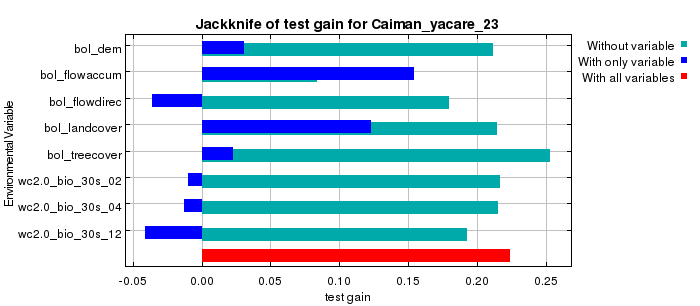 Jackknife of test gain for Caiman_yacare_23
Environmental Variable
bol_dem
bol_flowaccum
bol_flowdirec
bol_landcover
bol_treecover
wc2.0_bio_30s_02
wc2.0_bio_30s_04
wc2.0_bio_30s_12
-0.05 0.00 0.05 0.10 0.15 0.20 0.25
test gain
Without variable
With only variable
With all variables